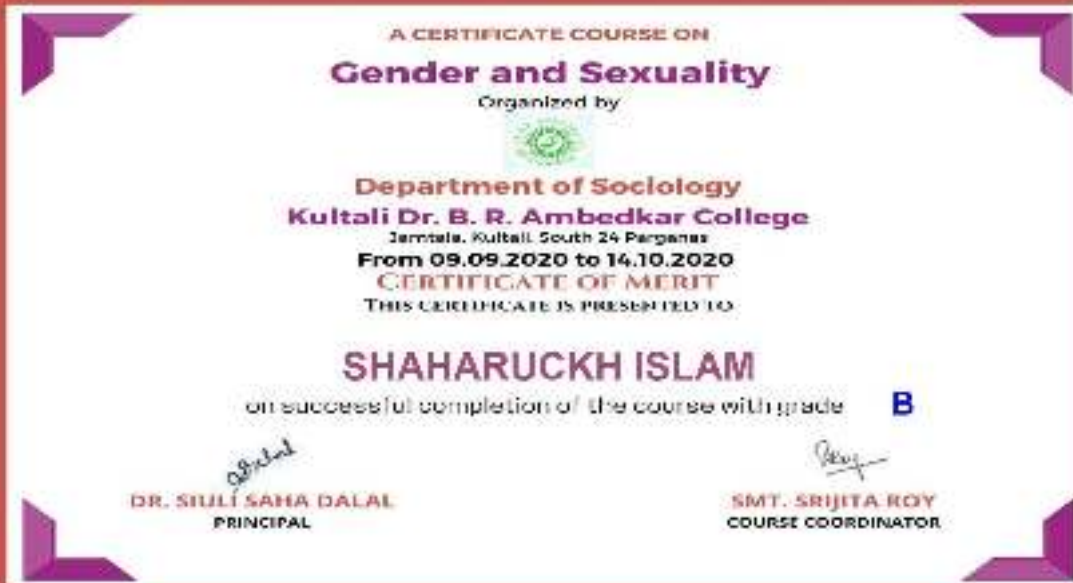 A CERTIFICATE COURSE ON
Gender and Sexuality
Organized by
Department of Sociology
Kultali Dr. B. R. Ambedkar College
Jamtala, Kultali, South 24 Parganas
From 09.09.2020 to 14.10.2020
CERTIFICATE OF MERIT
THIS CERTIFICATE IS PRESENTED TO
SHAHARUCKH ISLAM
on successful completion of the course with grade B
DR. SIULI SAHA DALAL
PRINCIPAL
SMT. SRIJITA ROY
COURSE COORDINATOR